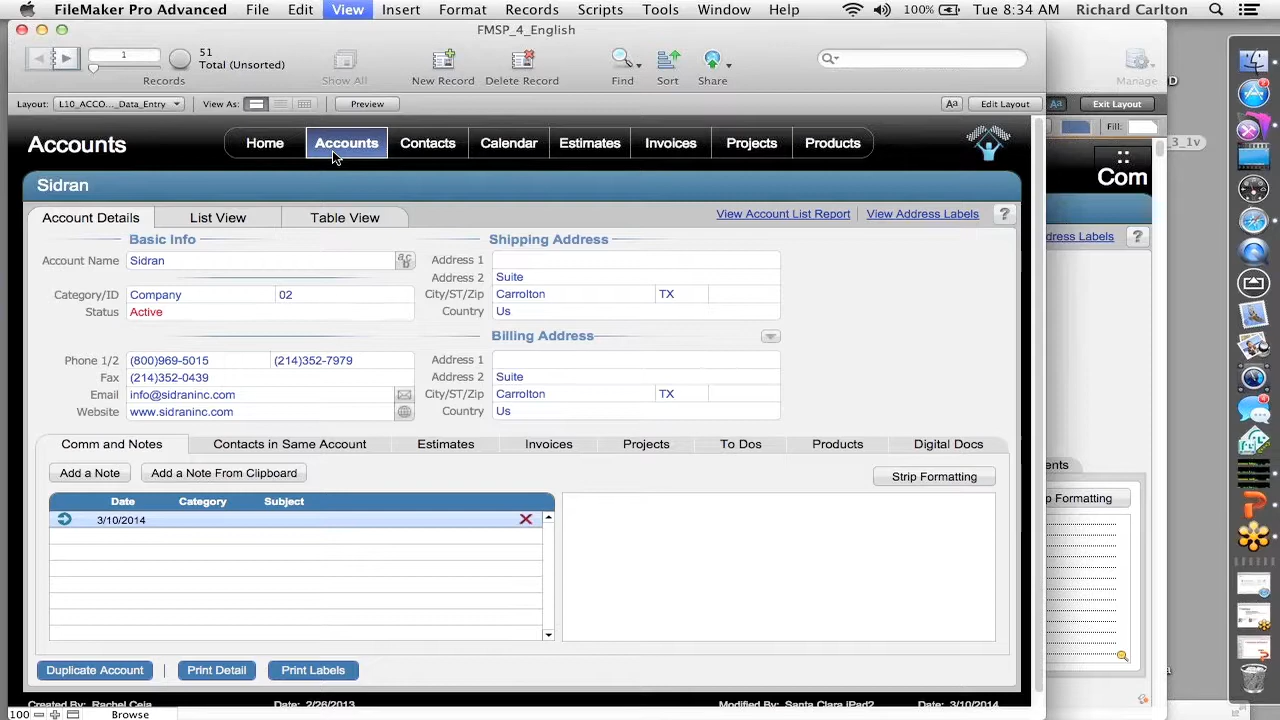 FileMaker Pro Advanced File Edit View Insert Format Records Scripts Tools Window Help 100% Tue 8:34 AM Richard Carlton
FMSP_4_English
1 51
Total (Unsorted)
Records Show All New Record Delete Record Find Sort Share Manage
Layout: L10_ACCO..._Data_Entry View As: Preview Aa Edit Layout Aa Exit Layout
Fill:
Accounts Home Accounts Contacts Calendar Estimates Invoices Projects Products
3_1v
Com
Sidran
Account Details List View Table View View Account List Report View Address Labels ?
dress Labels ?
Basic Info Shipping Address
Account Name Sidran Address 1
Address 2 Suite
Category/ID Company 02 City/ST/Zip Carrolton TX
Status Active Country Us
Billing Address
Phone 1/2 (800)969-5015 (214)352-7979 Address 1
Fax (214)352-0439 Address 2 Suite
Email info@sidraninc.com City/ST/Zip Carrolton TX
Website www.sidraninc.com Country Us
Comm and Notes Contacts in Same Account Estimates Invoices Projects To Dos Products Digital Docs
ents
Add a Note Add a Note From Clipboard Strip Formatting
p Formatting
Date Category Subject
3/10/2014
Duplicate Account Print Detail Print Labels
Created By: Rachel Ceja Date: 2/26/2013 Modified By: Santa Clara iPad2 Date: 3/10/2014
100 Browse